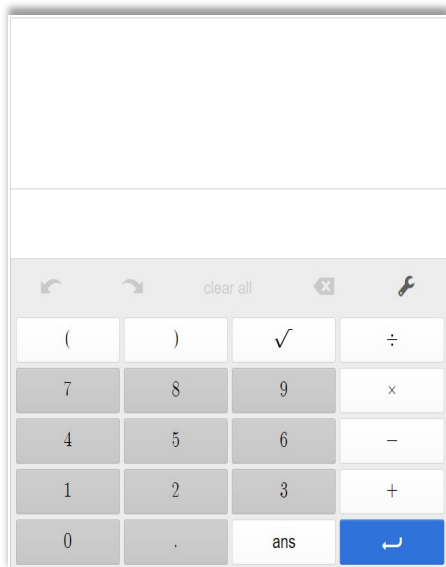 clear all
( ) √ ÷
7 8 9 ×
4 5 6 −
1 2 3 +
0 . ans